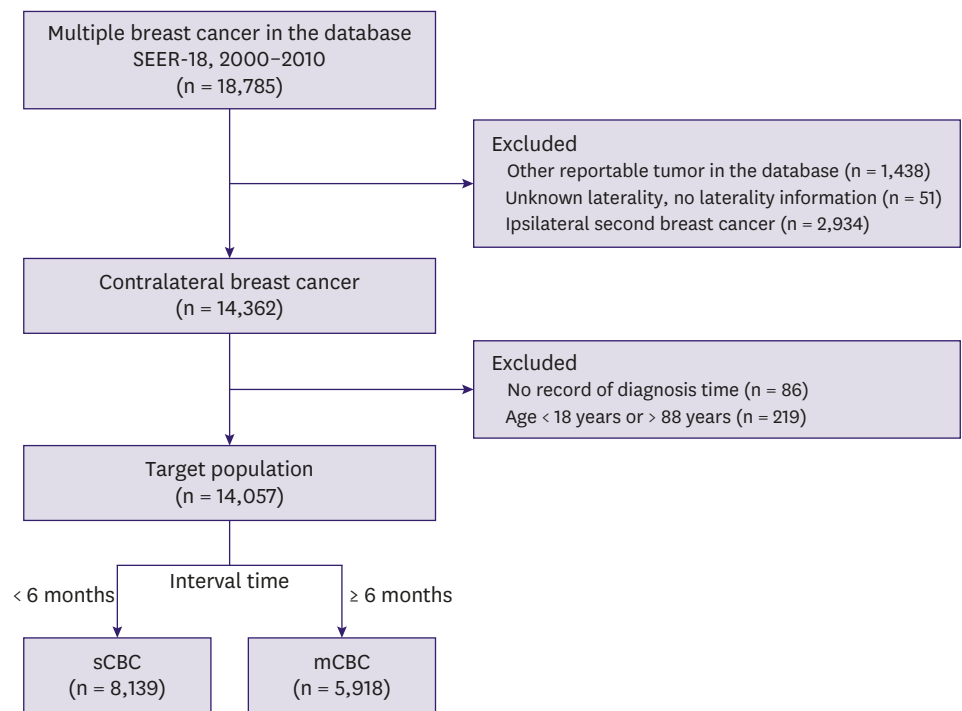 Multiple breast cancer in the database
SEER-18, 2000–2010
(n = 18,785)
Excluded
Other reportable tumor in the database (n = 1,438)
Unknown laterality, no laterality information (n = 51)
Ipsilateral second breast cancer (n = 2,934)
Contralateral breast cancer
(n = 14,362)
Excluded
No record of diagnosis time (n = 86)
Age < 18 years or > 88 years (n = 219)
Target population
(n = 14,057)
Interval time
< 6 months
≥ 6 months
sCBC
(n = 8,139)
mCBC
(n = 5,918)